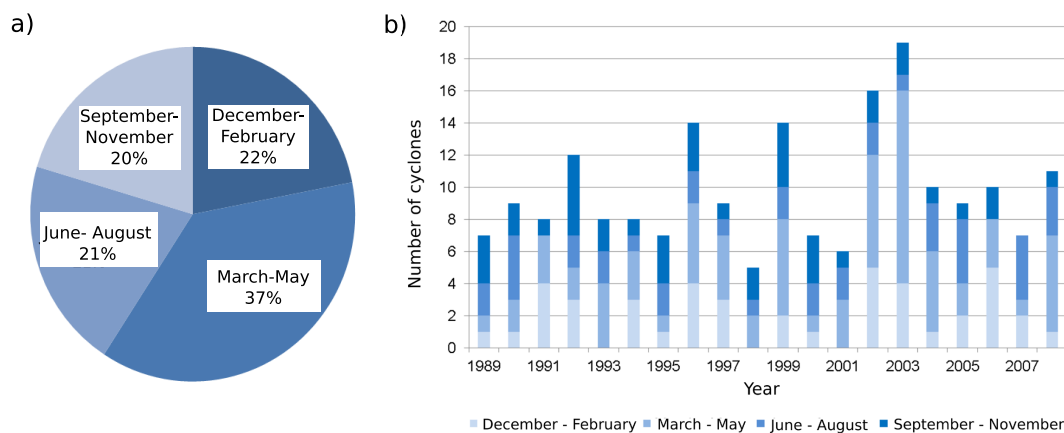 a)
September-
November
20%
December-
February
22%
June- August
21%
March-May
37%
b)
Number of cyclones
20
18
16
14
12
10
8
6
4
2
0
1989 1991 1993 1995 1997 1999 2001 2003 2005 2007
Year
December - February March - May June - August September - November